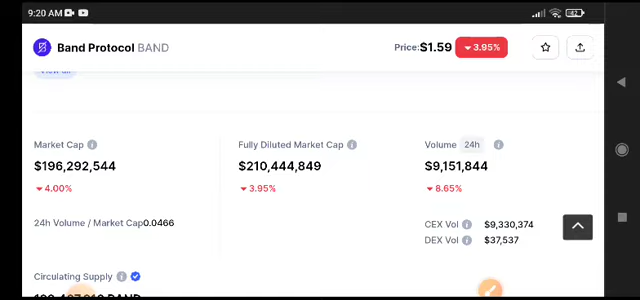 9:20 AM
42
Band Protocol BAND
Price:$1.59 3.95%
Market Cap
$196,292,544
4.00%
24h Volume / Market Cap0.0466
Fully Diluted Market Cap
$210,444,849
3.95%
Volume 24h
$9,151,844
8.65%
CEX Vol $9,330,374
DEX Vol $37,537
Circulating Supply